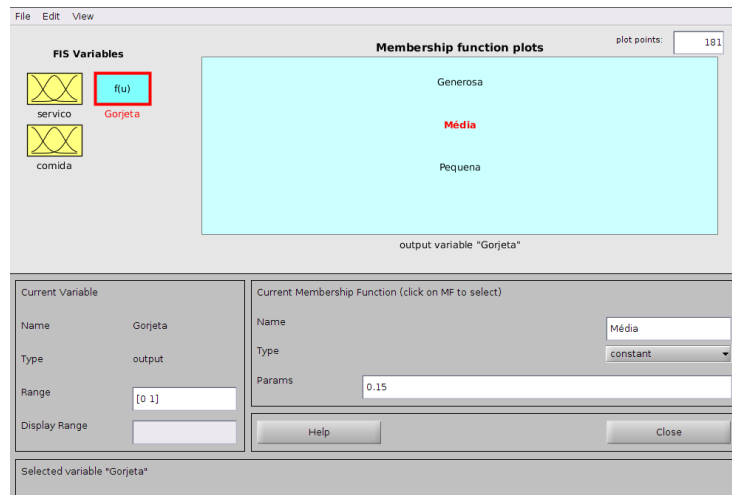 File Edit View
FIS Variables
f(u)
servico
Gorjeta
comida
Membership function plots
plot points:
181
Generosa
Média
Pequena
output variable "Gorjeta"
Current Variable
Name
Gorjeta
Type
output
Range
[0 1]
Display Range
Current Membership Function (click on MF to select)
Name
Média
Type
constant
Params
0.15
Help
Close
Selected variable "Gorjeta"